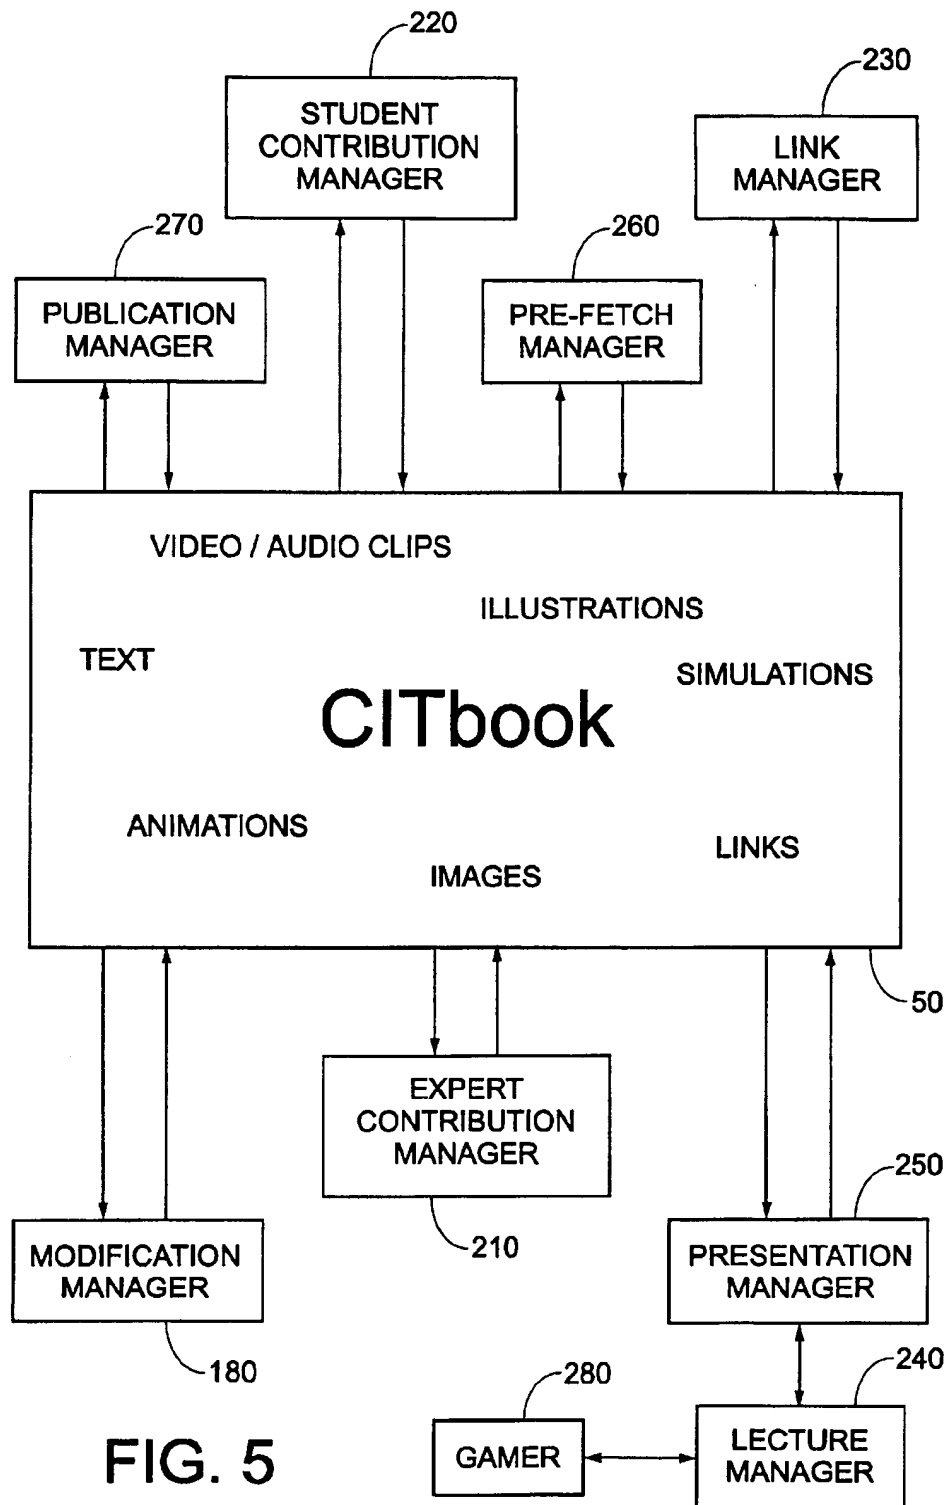 220
STUDENT
CONTRIBUTION
MANAGER
230
LINK
MANAGER
270
PUBLICATION
MANAGER
260
PRE-FETCH
MANAGER
VIDEO / AUDIO CLIPS
ILLUSTRATIONS
TEXT
SIMULATIONS
CITbook
ANIMATIONS
LINKS
IMAGES
50
EXPERT
CONTRIBUTION
MANAGER
210
MODIFICATION
MANAGER
180
250
PRESENTATION
MANAGER
240
LECTURE
MANAGER
280
GAMER
FIG. 5